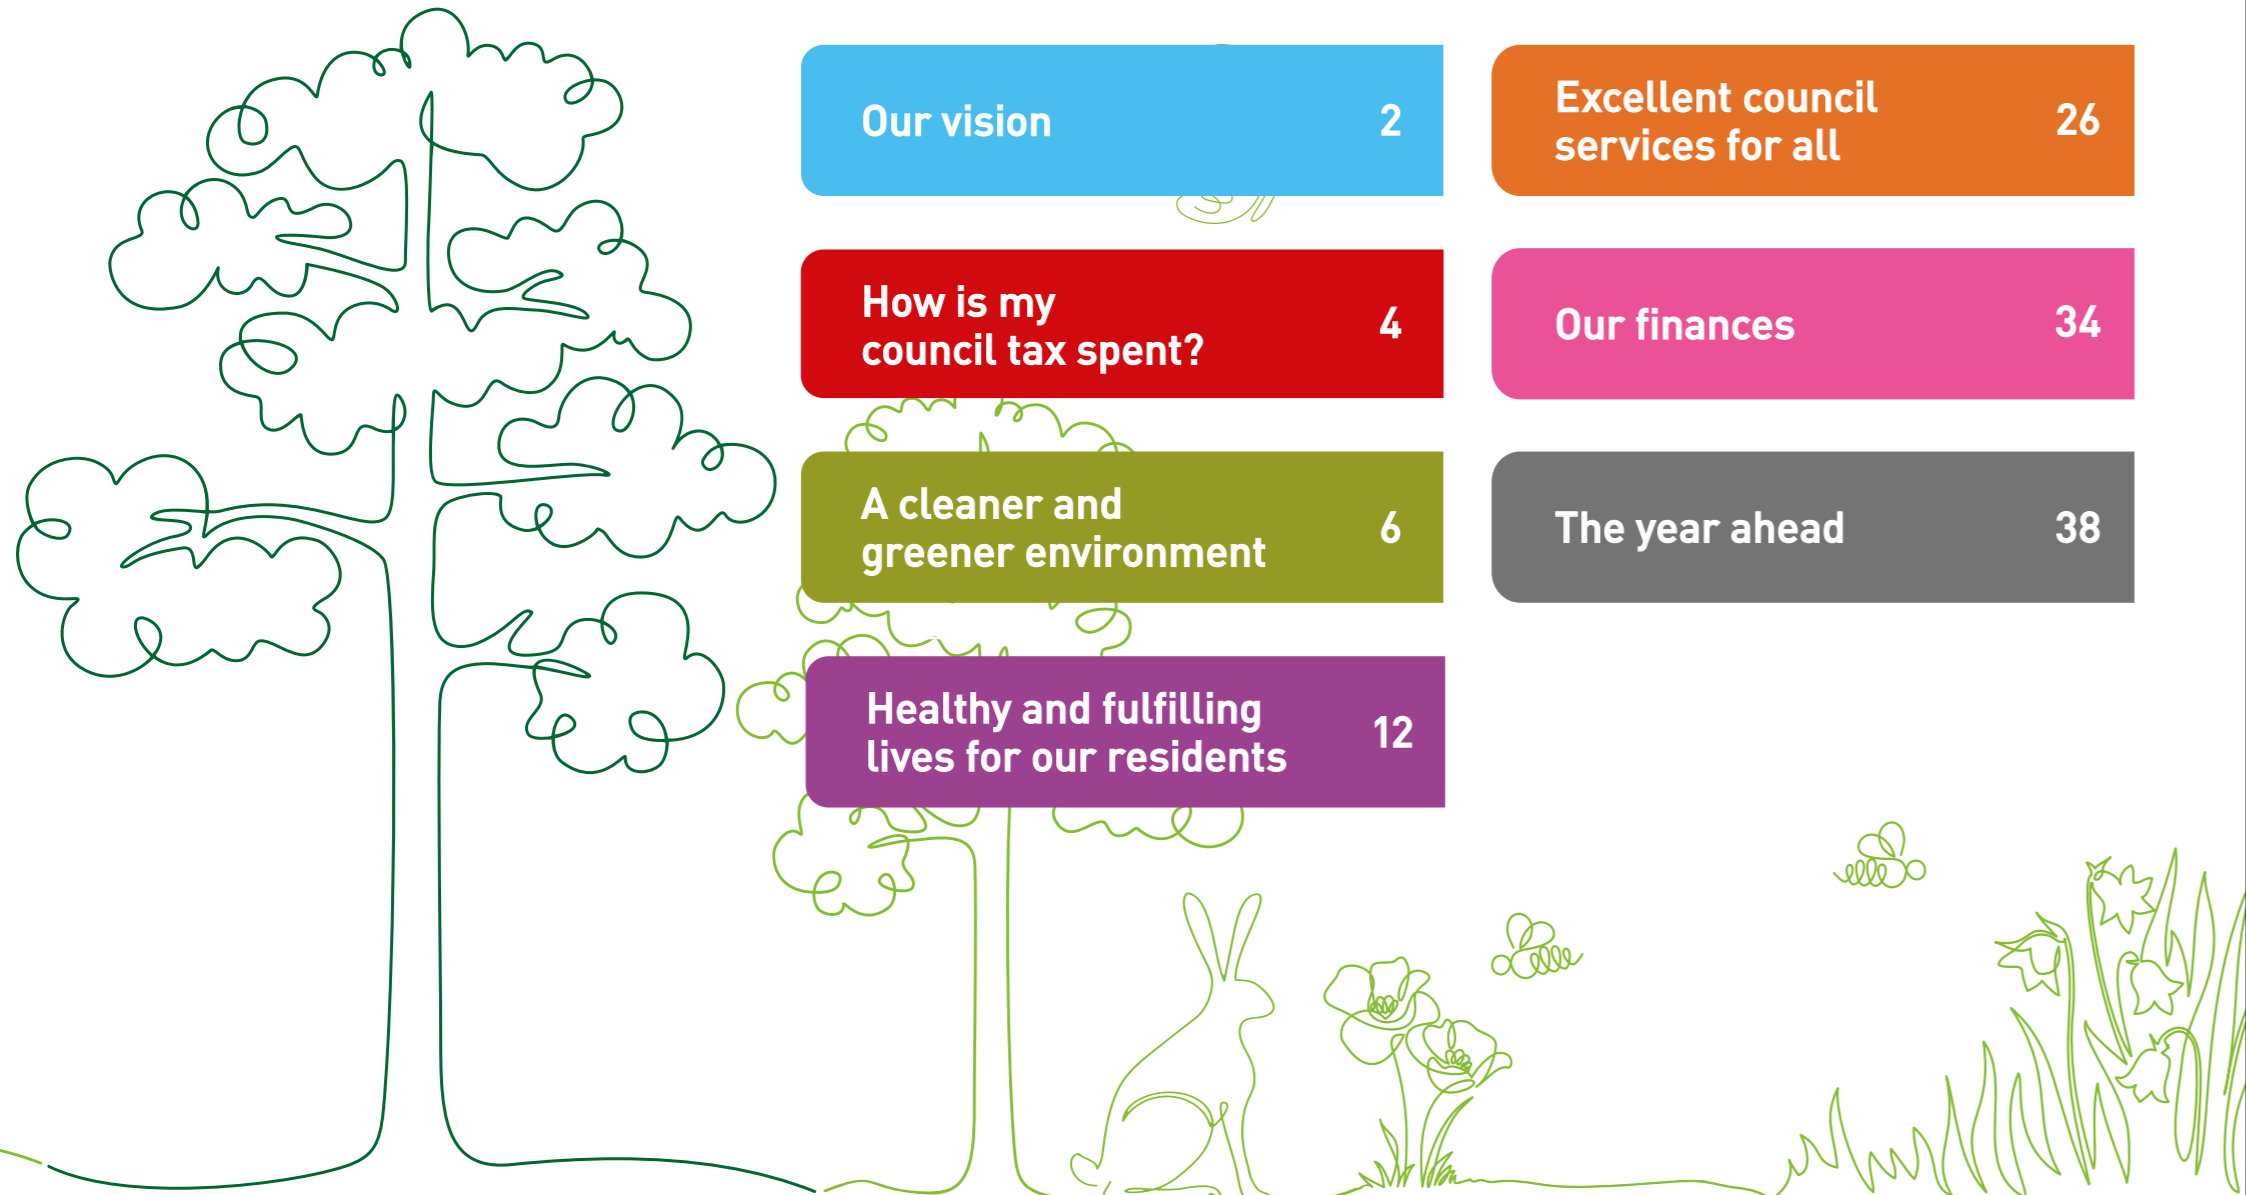 Our vision 2
How is my
council tax spent? 4
A cleaner and
greener environment 6
Healthy and fulfilling
lives for our residents 12
Excellent council
services for all 26
Our finances 34
The year ahead 38